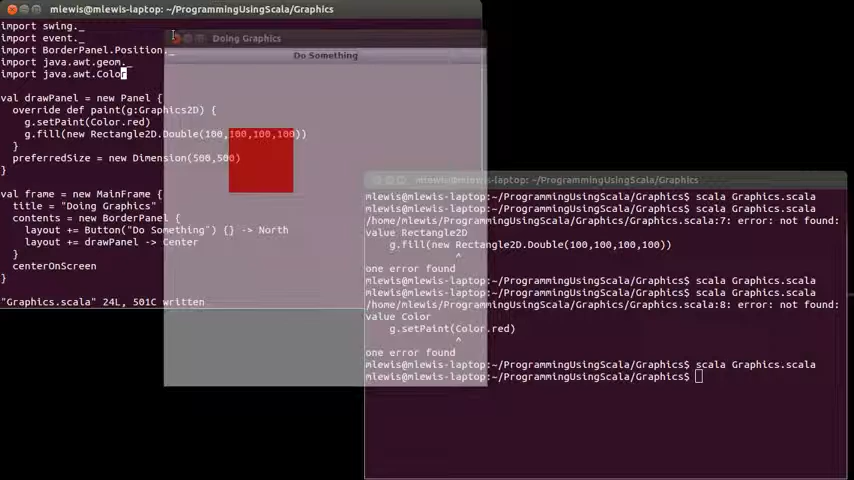 mlewis@mlewis-laptop: ~/ProgrammingUsingScala/Graphics
import swing._
import event._
import BorderPanel.Position._
import java.awt.geom._
import java.awt.Color
val drawPanel = new Panel {
override def paint(g:Graphics2D) {
g.setPaint(Color.red)
g.fill(new Rectangle2D.Double(100,100,100,100))
}
preferredSize = new Dimension(500,500)
}
val frame = new MainFrame {
title = "Doing Graphics"
contents = new BorderPanel {
layout += Button("Do Something") {} -> North
layout += drawPanel -> Center
}
centerOnScreen
}
"Graphics.scala" 24L, 501C written
Doing Graphics
Do Something
mlewis@mlewis-laptop: ~/ProgrammingUsingScala/Graphics
mlewis@mlewis-laptop:~/ProgrammingUsingScala/Graphics$ scala Graphics.scala
mlewis@mlewis-laptop:~/ProgrammingUsingScala/Graphics$ scala Graphics.scala
/home/mlewis/ProgrammingUsingScala/Graphics/Graphics.scala:7: error: not found:
value Rectangle2D
g.fill(new Rectangle2D.Double(100,100,100,100))
^
one error found
mlewis@mlewis-laptop:~/ProgrammingUsingScala/Graphics$ scala Graphics.scala
mlewis@mlewis-laptop:~/ProgrammingUsingScala/Graphics$ scala Graphics.scala
/home/mlewis/ProgrammingUsingScala/Graphics/Graphics.scala:8: error: not found:
value Color
g.setPaint(Color.red)
^
one error found
mlewis@mlewis-laptop:~/ProgrammingUsingScala/Graphics$ scala Graphics.scala
mlewis@mlewis-laptop:~/ProgrammingUsingScala/Graphics$